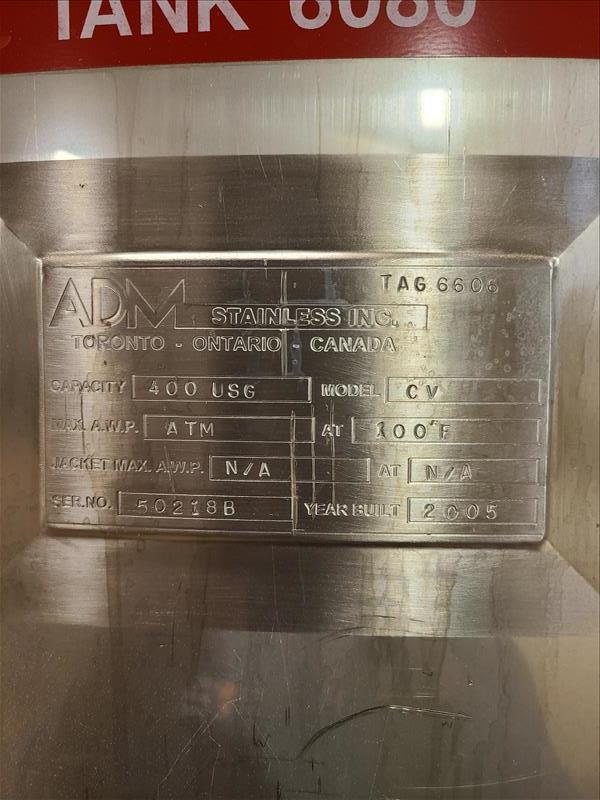 TANK 6080
TAG 6606
ADM STAINLESS INC.
TORONTO - ONTARIO - CANADA
CAPACITY 400 USG MODEL CV
MAX. A.W.P. ATM AT 100°F
JACKET MAX. A.W.P. N/A AT N/A
SER.NO. 50218B YEAR BUILT 2005